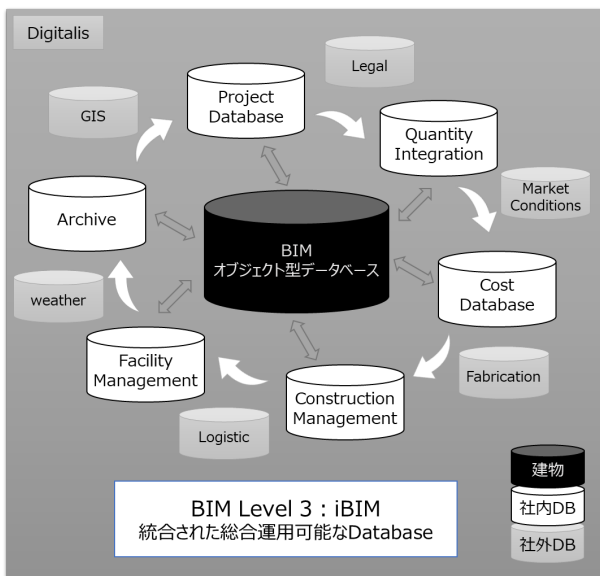 Digitalis
Legal
Project
Database
GIS
Quantity
Integration
Market
Conditions
Archive
BIM
オブジェクト型データベース
Cost
Database
weather
Facility
Management
Fabrication
Construction
Management
Logistic
建物
社内DB
社外DB
BIM Level 3 : iBIM
統合された総合運用可能なDatabase